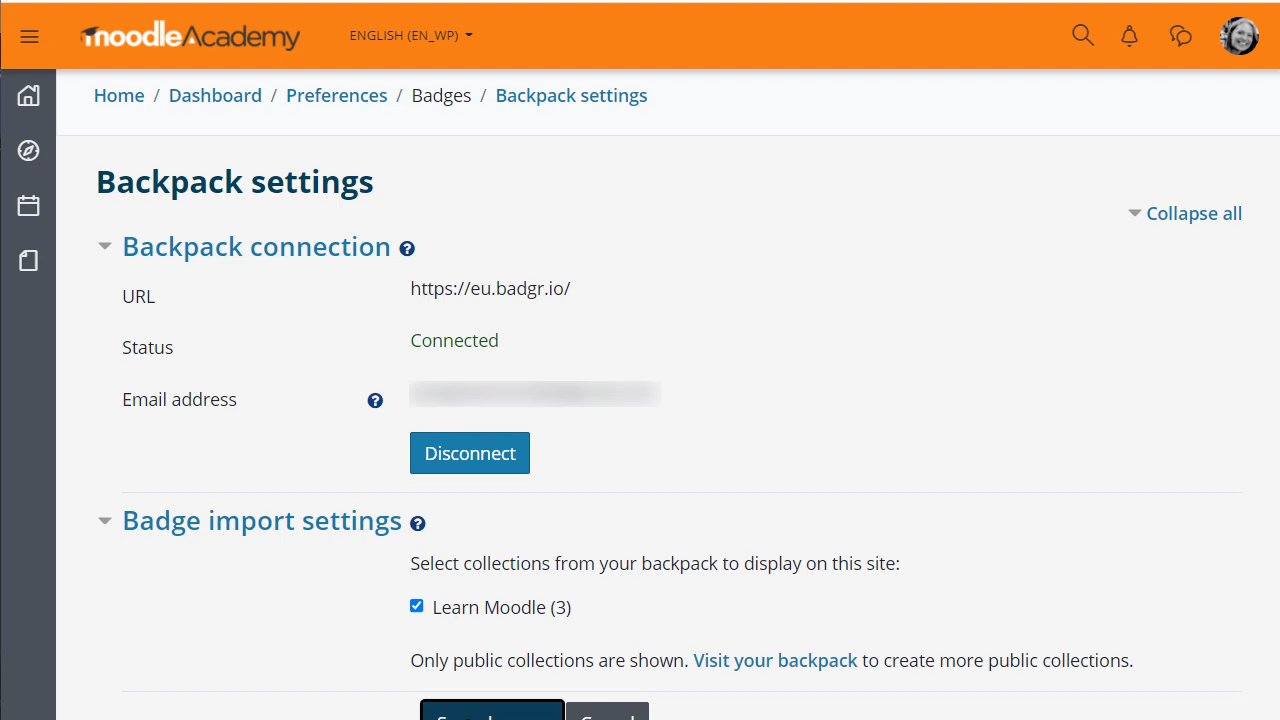 moodleAcademy ENGLISH (EN_WP)
Home / Dashboard / Preferences / Badges / Backpack settings
Backpack settings
Collapse all
Backpack connection
URL https://eu.badgr.io/
Status Connected
Email address
Disconnect
Badge import settings
Select collections from your backpack to display on this site:
Learn Moodle (3)
Only public collections are shown. Visit your backpack to create more public collections.